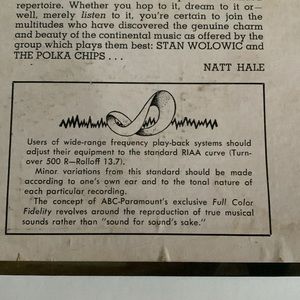 repertoire. Whether you hop to it, dream to it or—
well, merely listen to it, you're certain to join the
multitudes who have discovered the genuine charm
and beauty of the continental music as offered by the
group which plays them best: STAN WOLOWIC and
THE POLKA CHIPS . . .
NATT HALE
Users of wide-range frequency play-back systems should
adjust their equipment to the standard RIAA curve (Turn-
over 500 R—Rolloff 13.7).
Minor variations from this standard should be made
according to one's own ear and to the tonal nature of
each particular recording.
"The concept of ABC-Paramount's exclusive Full Color
Fidelity revolves around the reproduction of true musical
sounds rather than "sound for sound's sake."